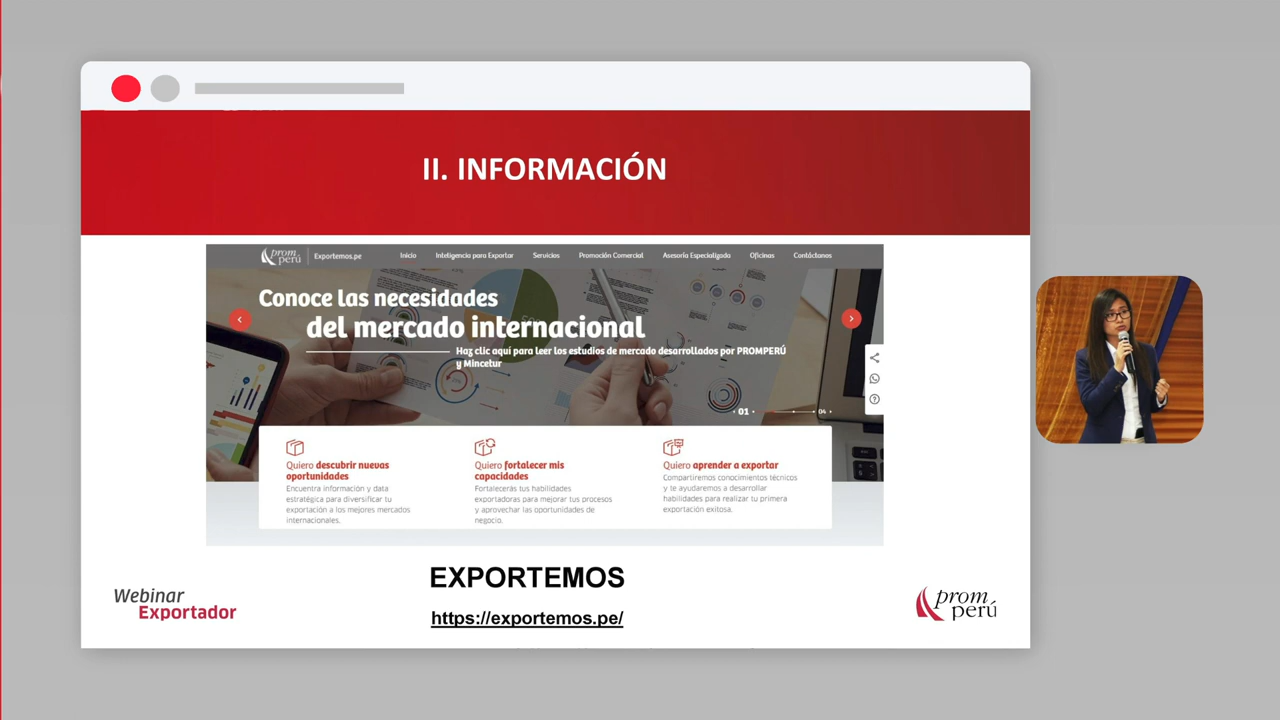 II. INFORMACIÓN
prom perú Exportemos.pe Inicio Inteligencia para Exportar Servicios Promoción Comercial Asesoría Especializada Oficinas Contáctanos
Conoce las necesidades
del mercado internacional
Haz clic aquí para leer los estudios de mercado desarrollados por PROMPERÚ
y Mincetur
01 04
Quiero descubrir nuevas
oportunidades
Encuentra información y data
estratégica para diversificar tu
exportación a los mejores mercados
internacionales.
Quiero fortalecer mis
capacidades
Fortalecerás tus habilidades
exportadoras para mejorar tus procesos
y aprovechar las oportunidades de
negocio.
Quiero aprender a exportar
Compartiremos conocimientos técnicos
y te ayudaremos a desarrollar
habilidades para realizar tu primera
exportación exitosa.
EXPORTEMOS
https://exportemos.pe/
Webinar
Exportador
prom
perú